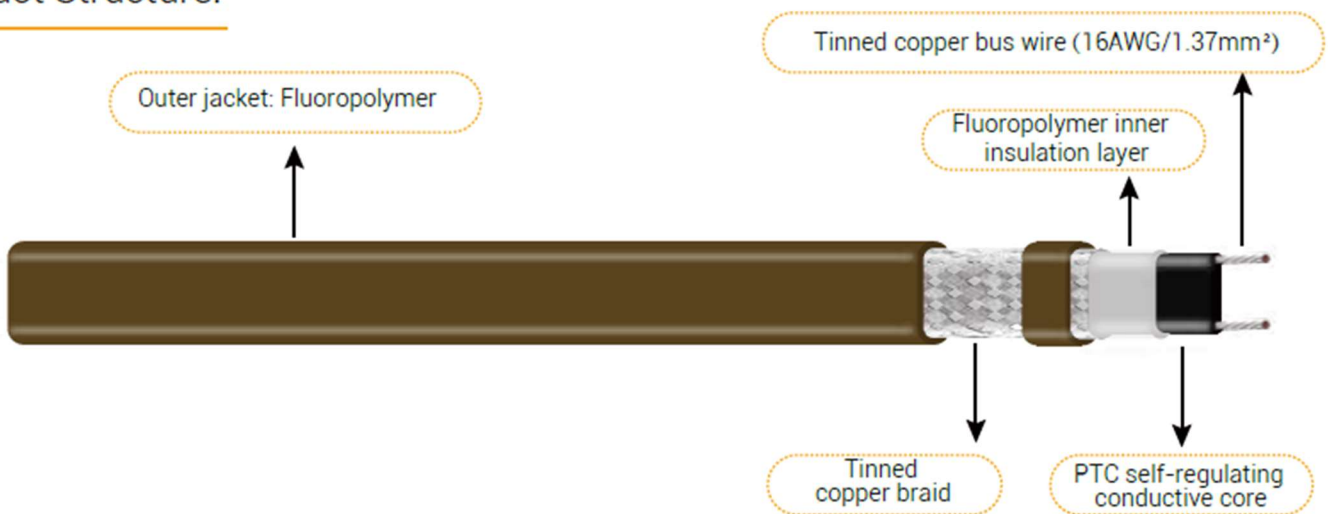 Structure:
Tinned copper bus wire (16AWG/1.37mm²)
Outer jacket: Fluoropolymer
Fluoropolymer inner
insulation layer
Tinned
copper braid
PTC self-regulating
conductive core